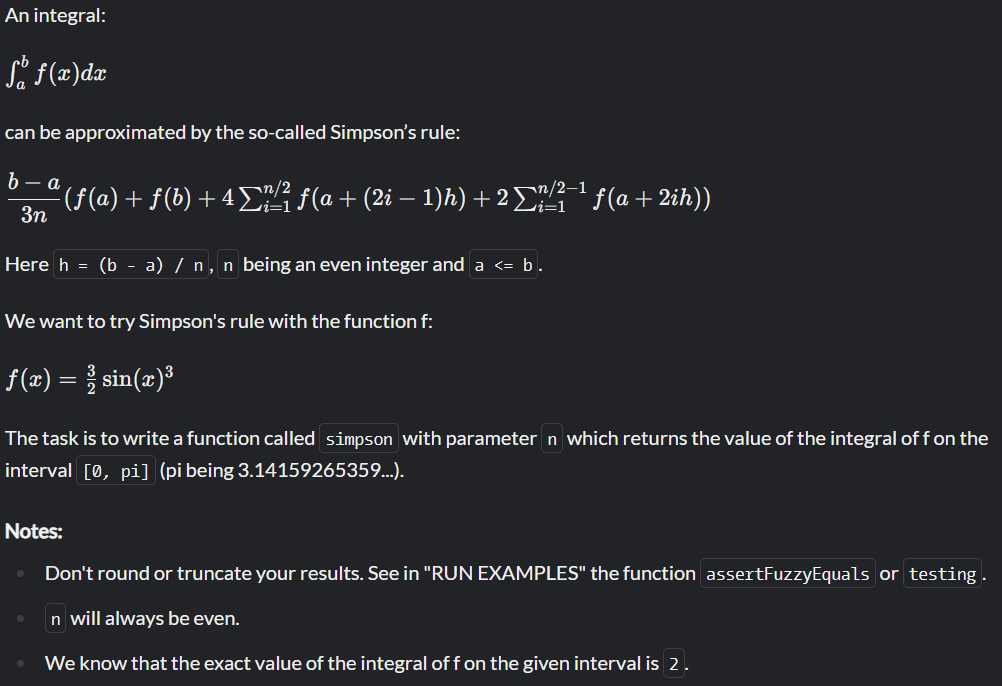 An integral:
∫_a^b f(x)dx
can be approximated by the so-called Simpson’s rule:
\frac{b − a}{3n}(f(a) + f(b) + 4 ∑_{i=1}^{n/2} f(a + (2i − 1)h) + 2 ∑_{i=1}^{n/2−1} f(a + 2ih))
Here h = (b - a) / n, n being an even integer and a <= b.
We want to try Simpson's rule with the function f:
f(x) = \frac{3}{2} sin(x)^3
The task is to write a function called simpson with parameter n which returns the value of the integral of f on the
interval [0, pi] (pi being 3.14159265359...).
Notes:
• Don't round or truncate your results. See in "RUN EXAMPLES" the function assertFuzzyEquals or testing.
• n will always be even.
• We know that the exact value of the integral of f on the given interval is 2.